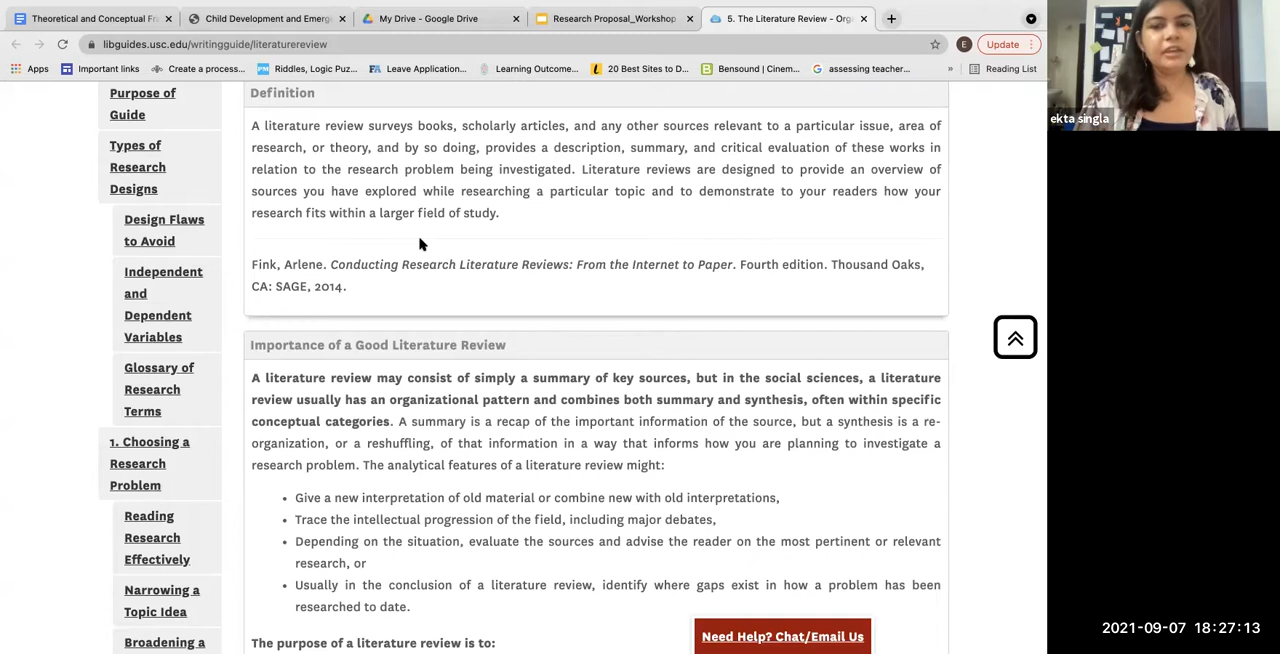 Theoretical and Conceptual Fr
Child Development and Emerg
My Drive - Google Drive
Research Proposal_Workshop
5. The Literature Review - Org
libguides.usc.edu/writingguide/literaturereview
E
Update
Apps
Important links
Create a process...
Riddles, Logic Puz...
Leave Application...
Learning Outcome...
20 Best Sites to D...
Bensound | Cinem...
assessing teacher...
»
Reading List
ekta singla
Purpose of
Guide
Types of
Research
Designs
Design Flaws
to Avoid
Independent
and
Dependent
Variables
Glossary of
Research
Terms
1. Choosing a
Research
Problem
Reading
Research
Effectively
Narrowing a
Topic Idea
Broadening a
Definition
A literature review surveys books, scholarly articles, and any other sources relevant to a particular issue, area of
research, or theory, and by so doing, provides a description, summary, and critical evaluation of these works in
relation to the research problem being investigated. Literature reviews are designed to provide an overview of
sources you have explored while researching a particular topic and to demonstrate to your readers how your
research fits within a larger field of study.
Fink, Arlene. Conducting Research Literature Reviews: From the Internet to Paper. Fourth edition. Thousand Oaks,
CA: SAGE, 2014.
Importance of a Good Literature Review
A literature review may consist of simply a summary of key sources, but in the social sciences, a literature
review usually has an organizational pattern and combines both summary and synthesis, often within specific
conceptual categories. A summary is a recap of the important information of the source, but a synthesis is a re-
organization, or a reshuffling, of that information in a way that informs how you are planning to investigate a
research problem. The analytical features of a literature review might:
• Give a new interpretation of old material or combine new with old interpretations,
• Trace the intellectual progression of the field, including major debates,
• Depending on the situation, evaluate the sources and advise the reader on the most pertinent or relevant
research, or
• Usually in the conclusion of a literature review, identify where gaps exist in how a problem has been
researched to date.
The purpose of a literature review is to:
Need Help? Chat/Email Us
2021-09-07 18:27:13